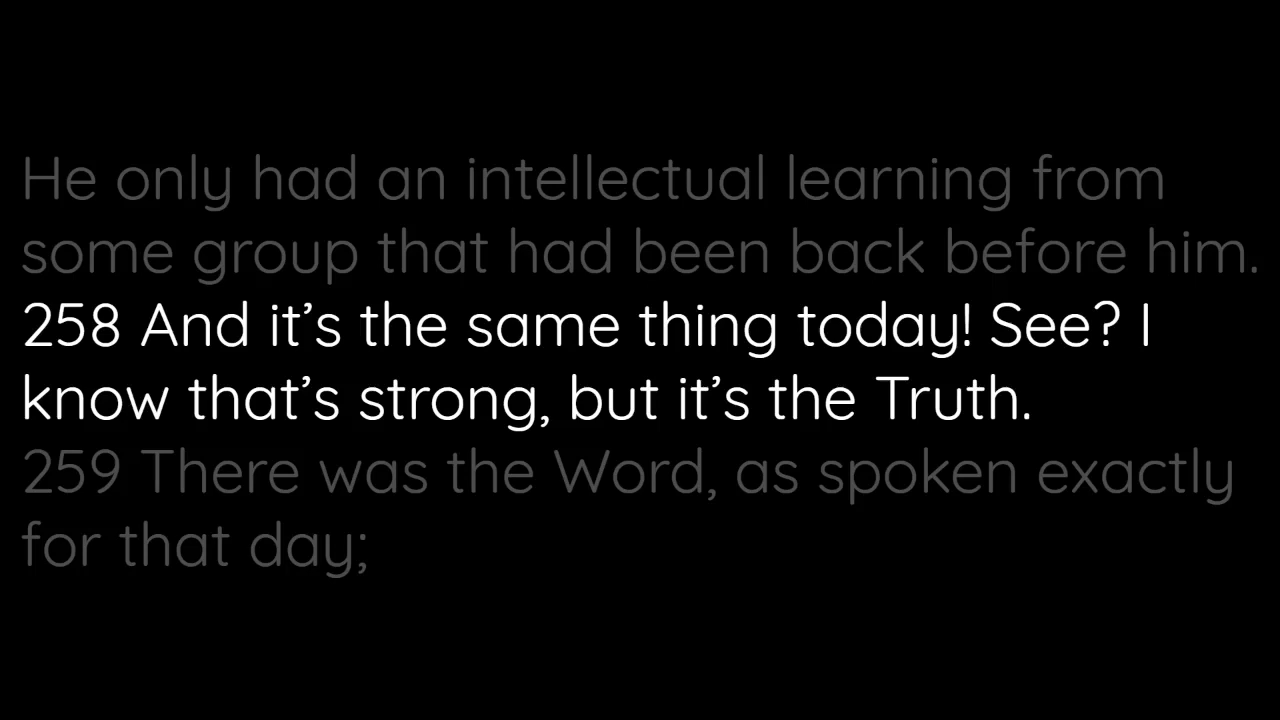 He only had an intellectual learning from
some group that had been back before him.
258 And it’s the same thing today! See? I
know that’s strong, but it’s the Truth.
259 There was the Word, as spoken exactly
for that day;